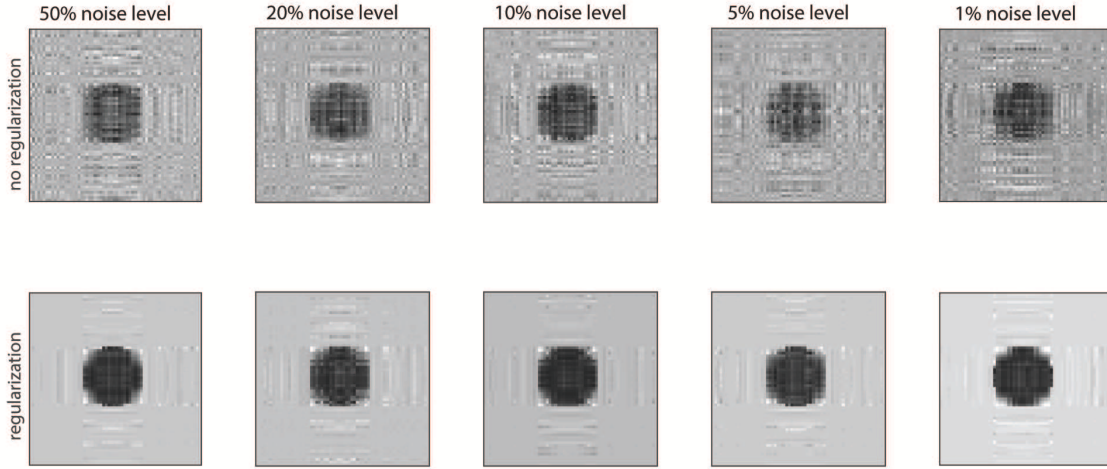 50% noise level
20% noise level
10% noise level
5% noise level
1% noise level
no regularization
regularization